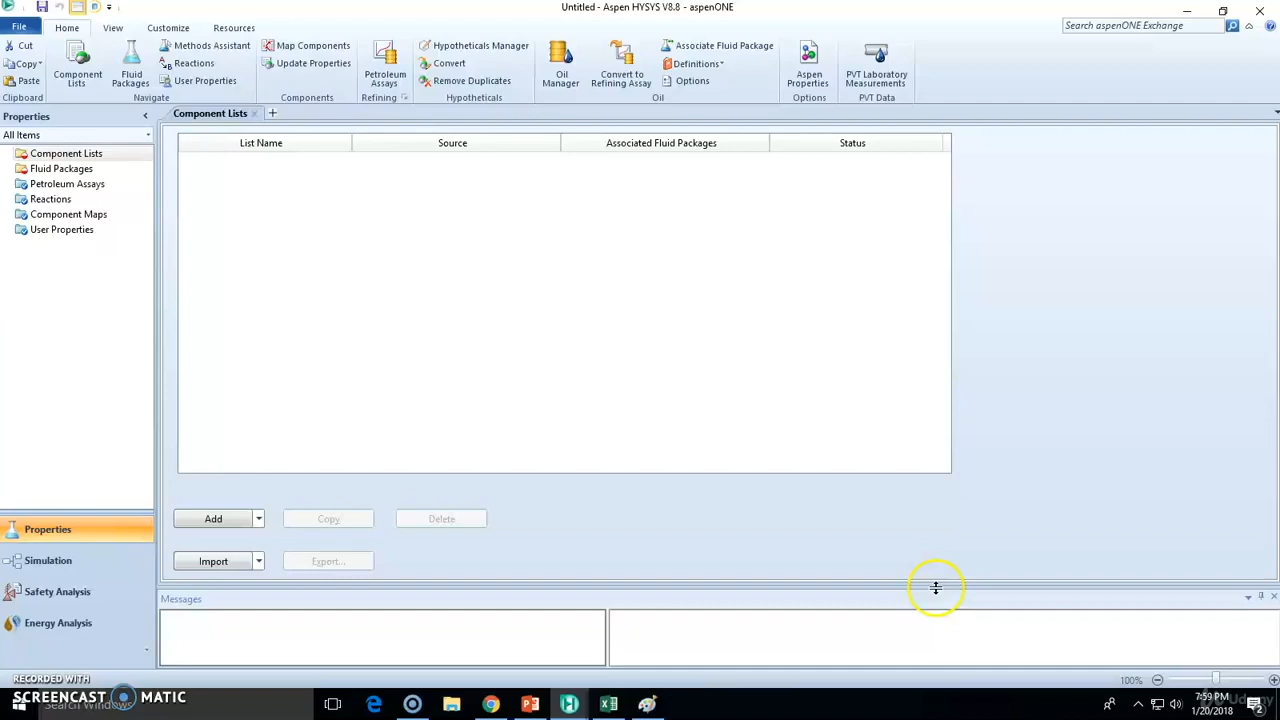 Untitled - Aspen HYSYS V8.8 - aspenONE
File
Home
View
Customize
Resources
Search aspenONE Exchange
Cut
Copy
Paste
Clipboard
Component Lists
Fluid Packages
Methods Assistant
Reactions
User Properties
Navigate
Map Components
Update Properties
Components
Petroleum Assays
Refining
Hypotheticals Manager
Convert
Remove Duplicates
Hypotheticals
Oil Manager
Convert to Refining Assay
Associate Fluid Package
Definitions
Options
Oil
Aspen Properties
Options
PVT Laboratory Measurements
PVT Data
Properties
All Items
Component Lists
Fluid Packages
Petroleum Assays
Reactions
Component Maps
User Properties
Component Lists
List Name
Source
Associated Fluid Packages
Status
Add
Copy
Delete
Import
Export...
Properties
Simulation
Safety Analysis
Energy Analysis
Messages
100%
RECORDED WITH
SCREENCAST MATIC
Search Windows
7:59 PM
1/20/2018
Udemy